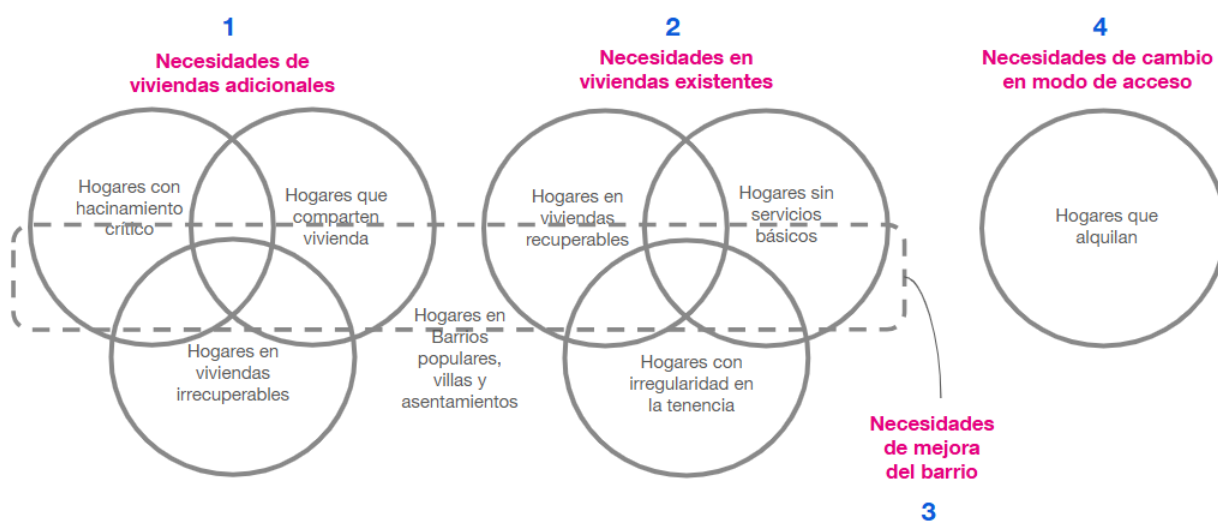 1
Necesidades de
viviendas adicionales
Hogares con
hacinamiento
crítico
Hogares que
comparten
vivienda
Hogares en
viviendas
irrecuperables
Hogares en
Barrios
populares,
villas y
asentamientos
2
Necesidades en
viviendas existentes
Hogares en
viviendas
recuperables
Hogares sin
servicios
básicos
Hogares con
irregularidad en
la tenencia
Necesidades
de mejora
del barrio
3
4
Necesidades de cambio
en modo de acceso
Hogares que
alquilan